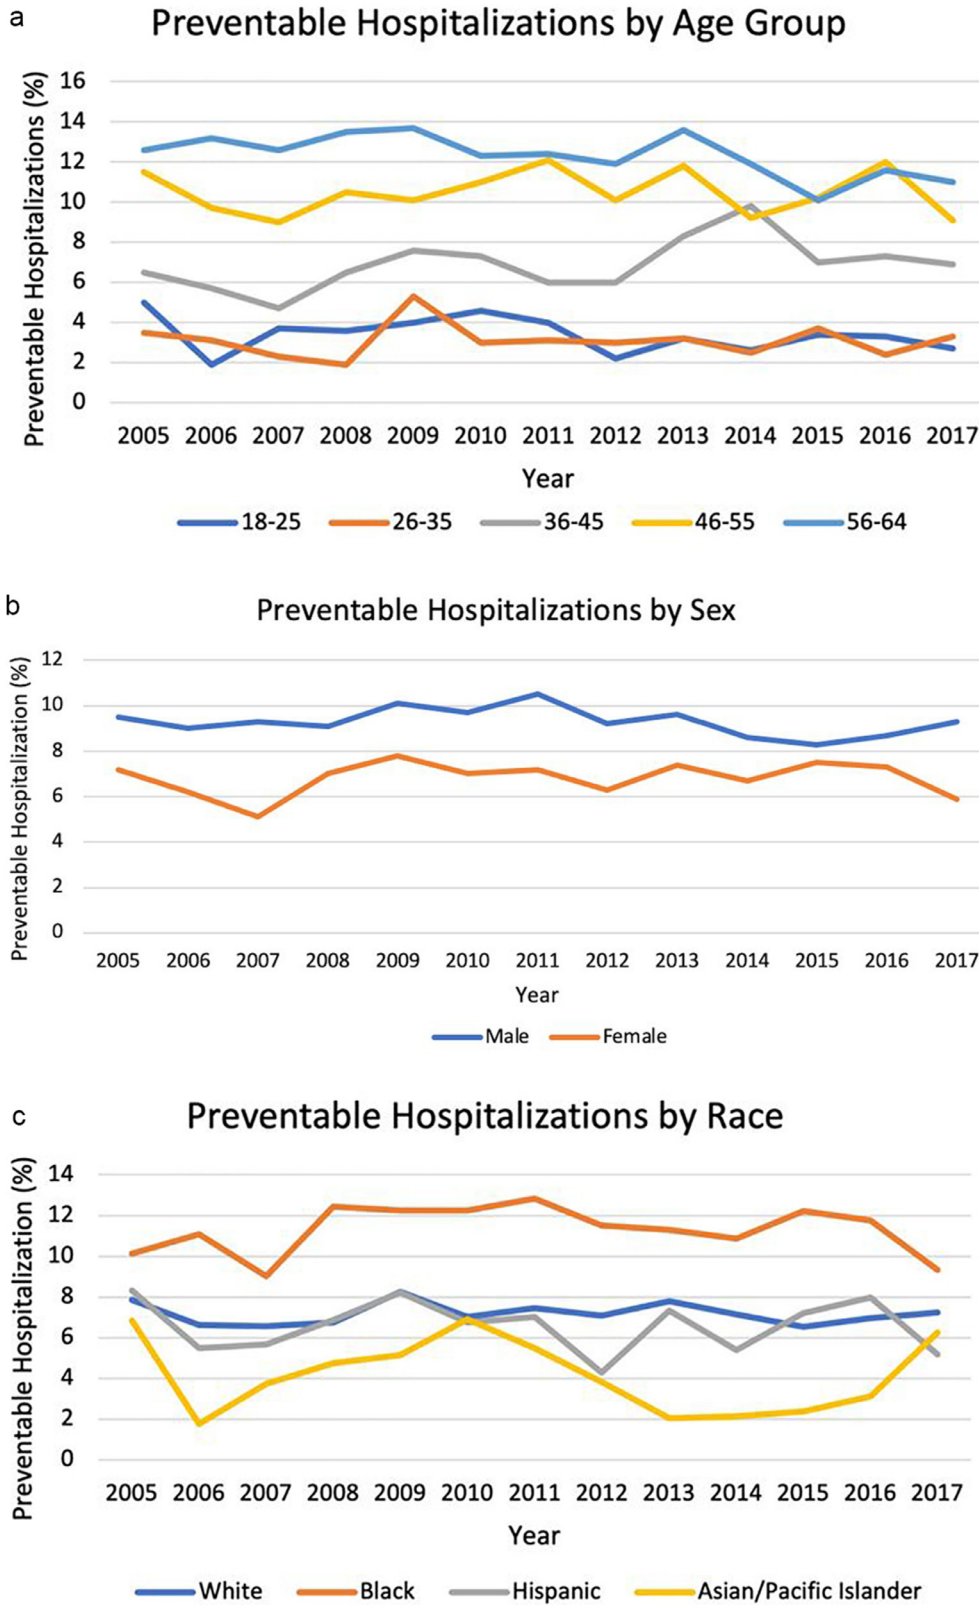 a
Preventable Hospitalizations by Age Group
Preventable Hospitalizations (%)
16
14
12
10
8
6
4
2
0
2005 2006 2007 2008 2009 2010 2011 2012 2013 2014 2015 2016 2017
Year
18-25 26-35 36-45 46-55 56-64
b
Preventable Hospitalizations by Sex
Preventable Hospitalization (%)
12
10
8
6
4
2
0
2005 2006 2007 2008 2009 2010 2011 2012 2013 2014 2015 2016 2017
Year
Male Female
c
Preventable Hospitalizations by Race
Preventable Hospitalization (%)
14
12
10
8
6
4
2
0
2005 2006 2007 2008 2009 2010 2011 2012 2013 2014 2015 2016 2017
Year
White Black Hispanic Asian/Pacific Islander